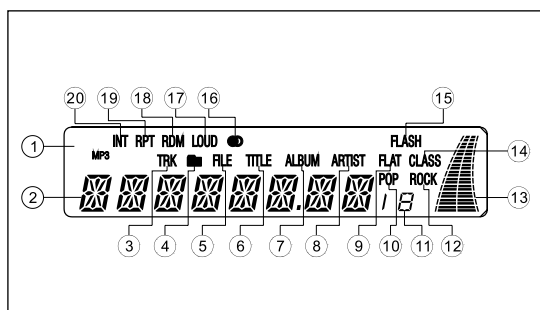 20 19 18 17 16 15
INT RPT RDM LOUD FLASH
1 MP3 14
TRK FILE TITLE ALBUM ARTIST FLAT CLASS
POP ROCK
2 13
3 4 5 6 7 8 9 10 11 12